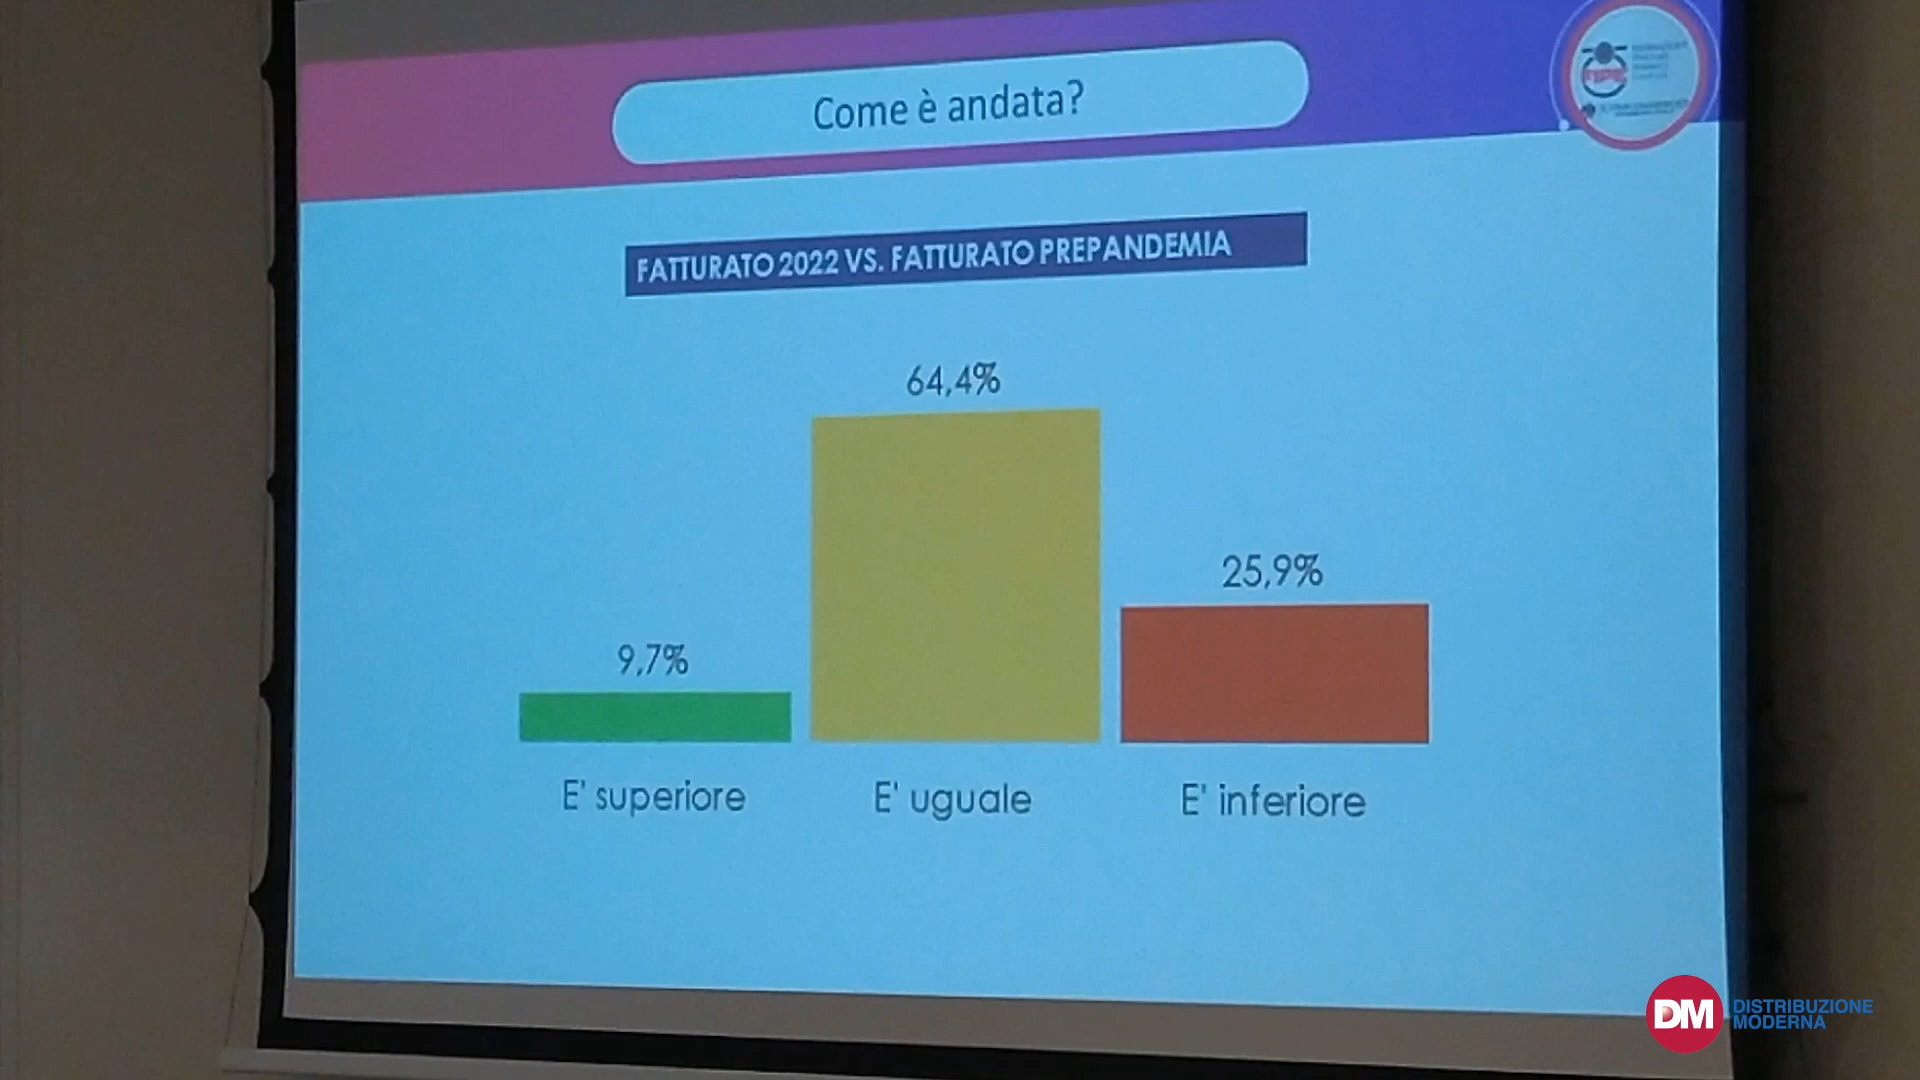 Come è andata?
FIPE
FATTURATO 2022 VS. FATTURATO PREPANDEMIA
64,4%
25,9%
9,7%
E' superiore
E' uguale
E' inferiore
DM DISTRIBUZIONE
MODERNA